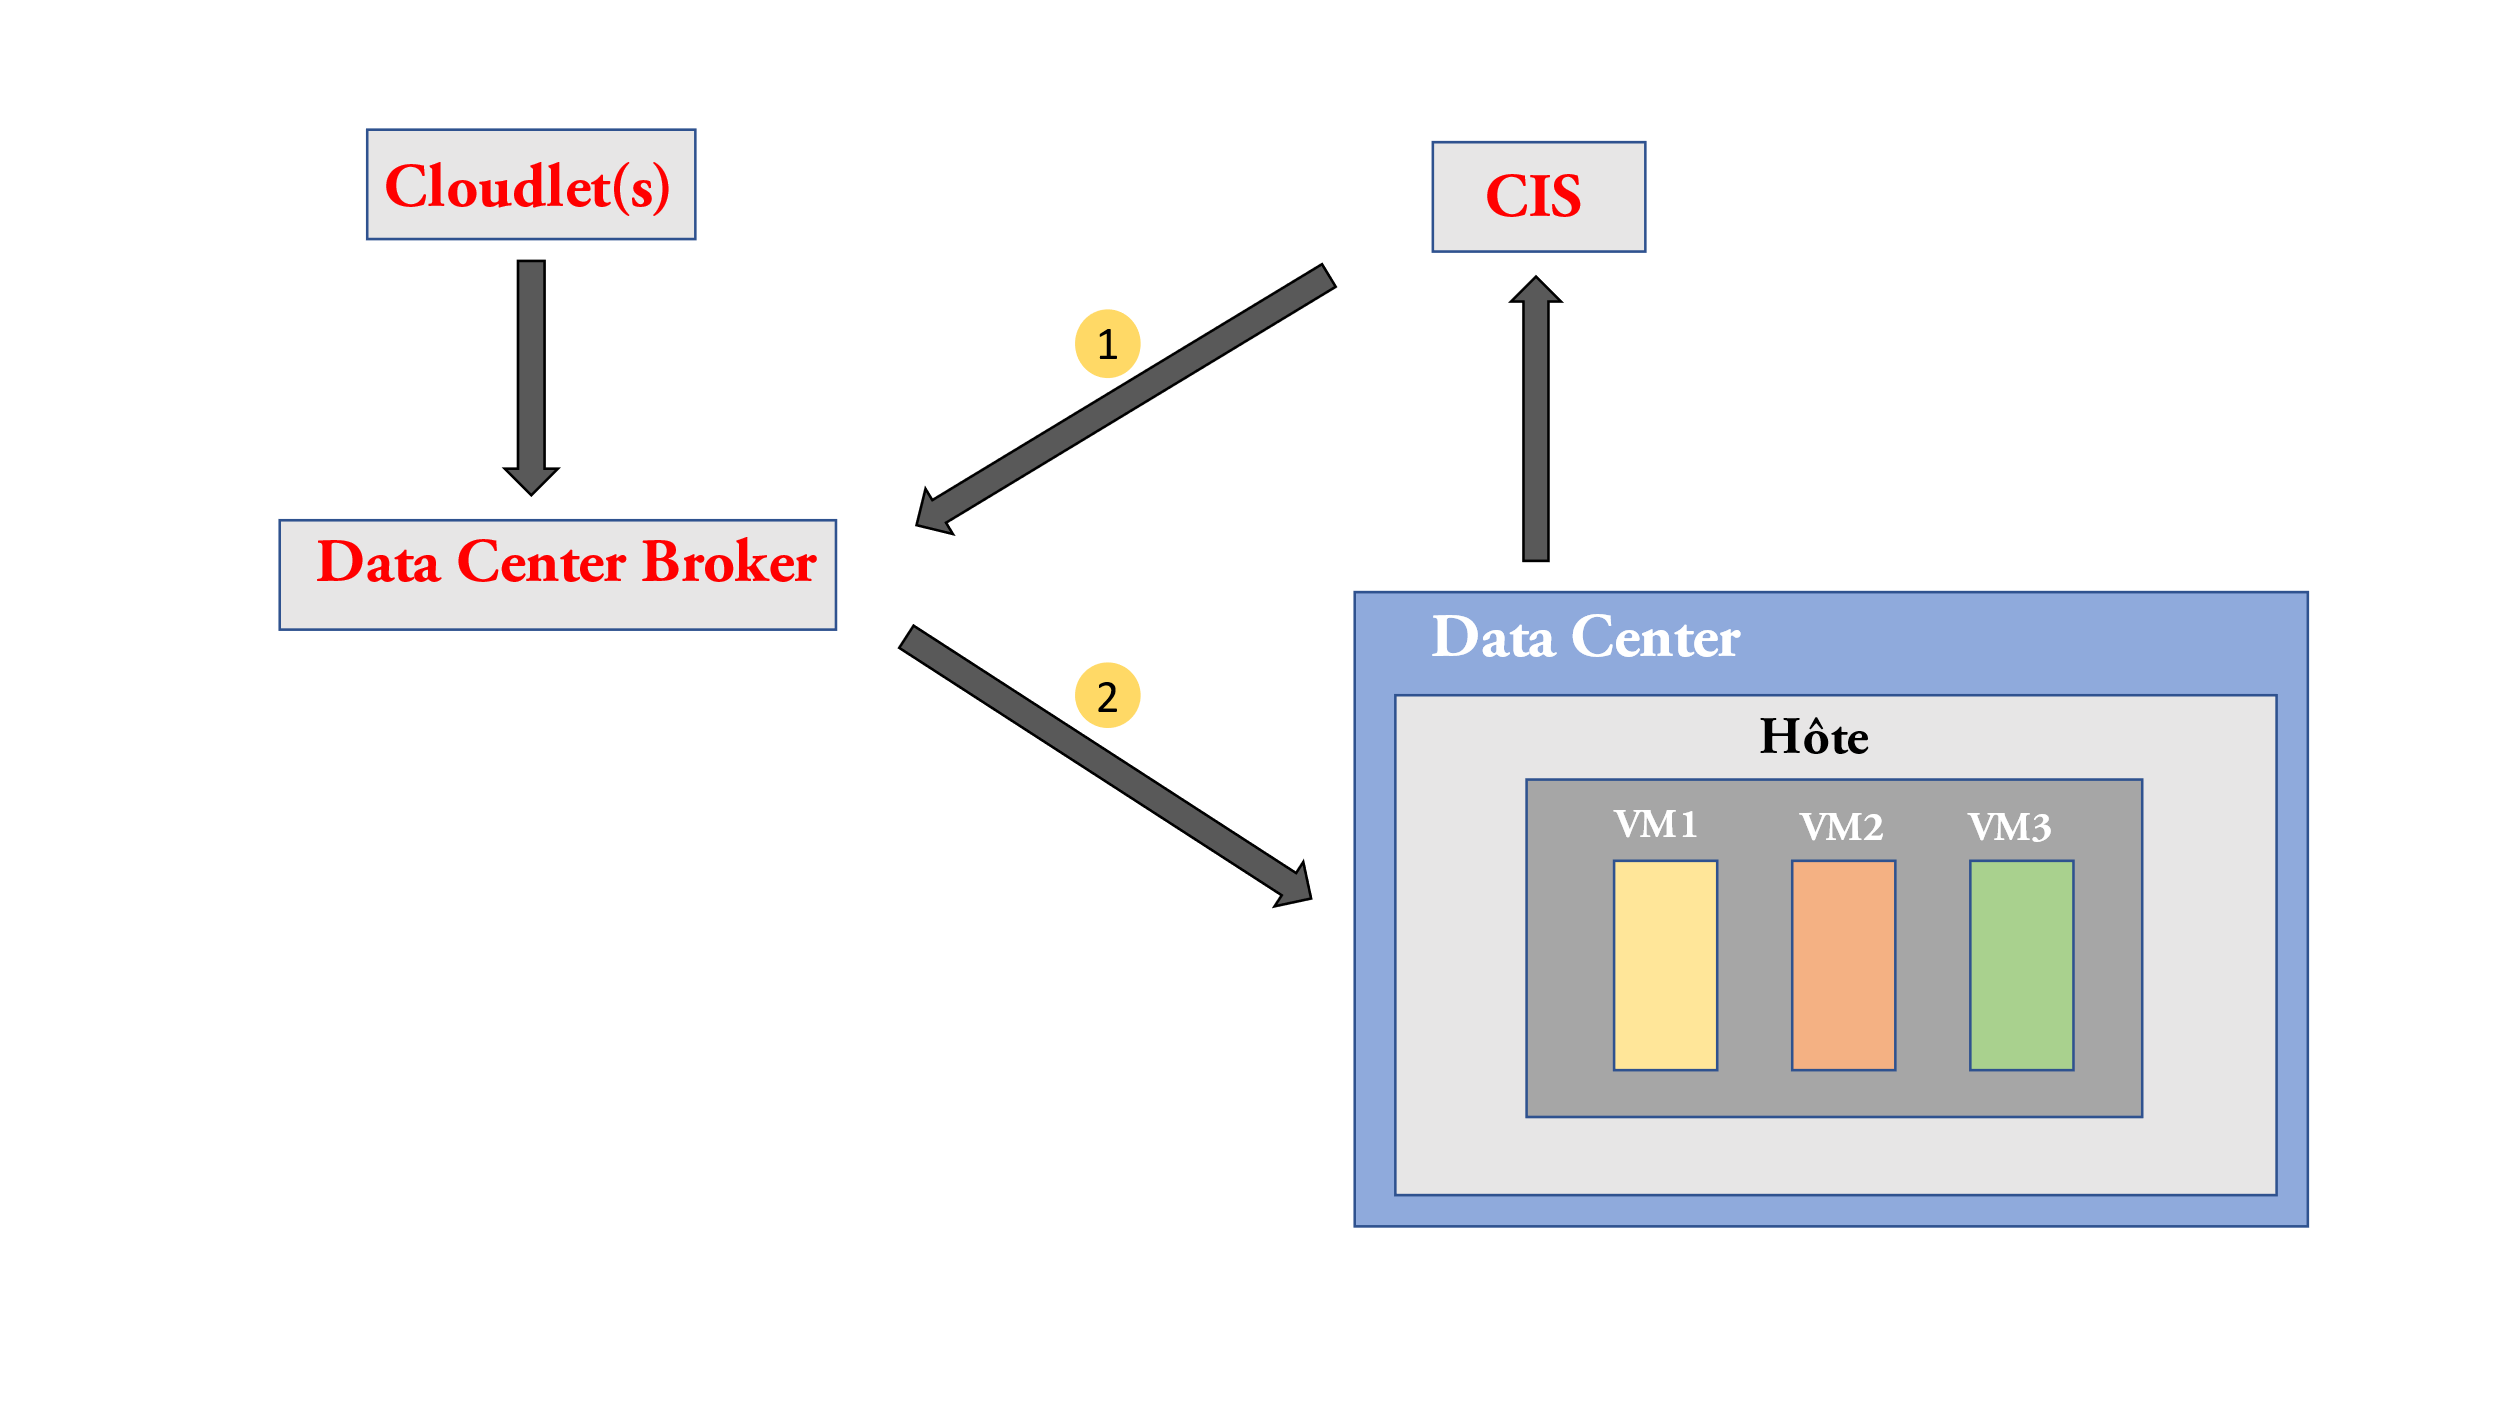 Cloudlet(s)
CIS
1
Data Center Broker
2
Data Center
Hôte
VM1 VM2 VM3